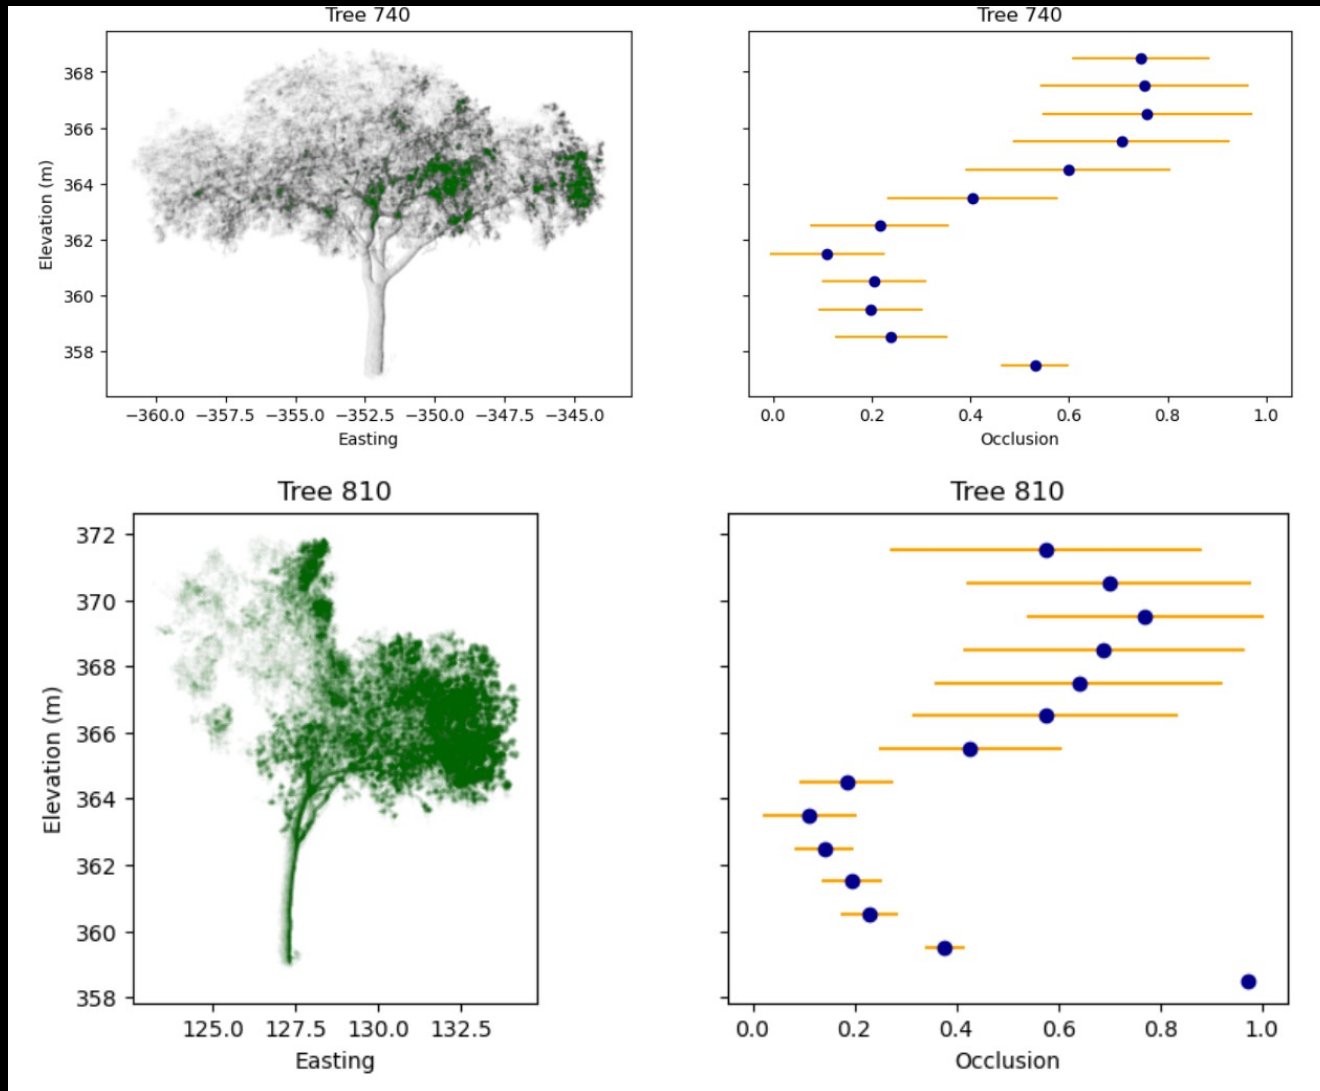 Tree 740
Tree 740
368
366
364
362
360
358
Elevation (m)
−360.0 −357.5 −355.0 −352.5 −350.0 −347.5 −345.0
Easting
0.0 0.2 0.4 0.6 0.8 1.0
Occlusion
Tree 810
Tree 810
372
370
368
366
364
362
360
358
Elevation (m)
125.0 127.5 130.0 132.5
Easting
0.0 0.2 0.4 0.6 0.8 1.0
Occlusion